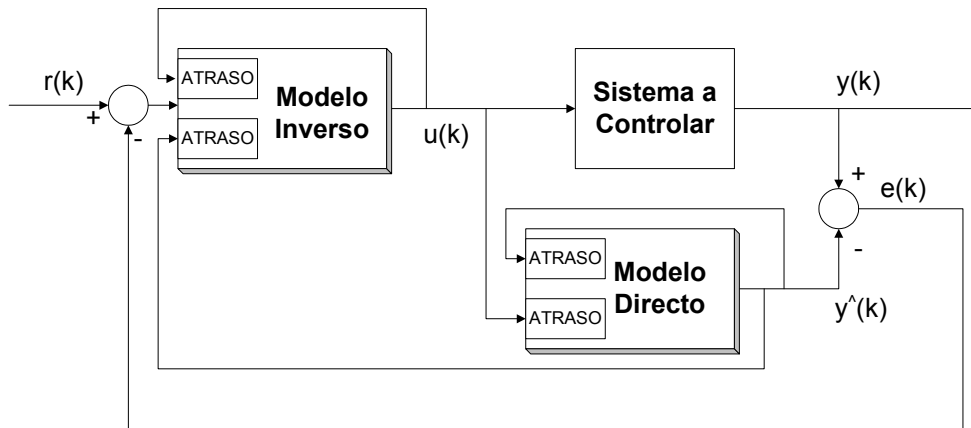 r(k)
+
-
ATRASO
ATRASO
Modelo
Inverso
u(k)
Sistema a
Controlar
y(k)
+
-
e(k)
ATRASO
ATRASO
Modelo
Directo
y^(k)